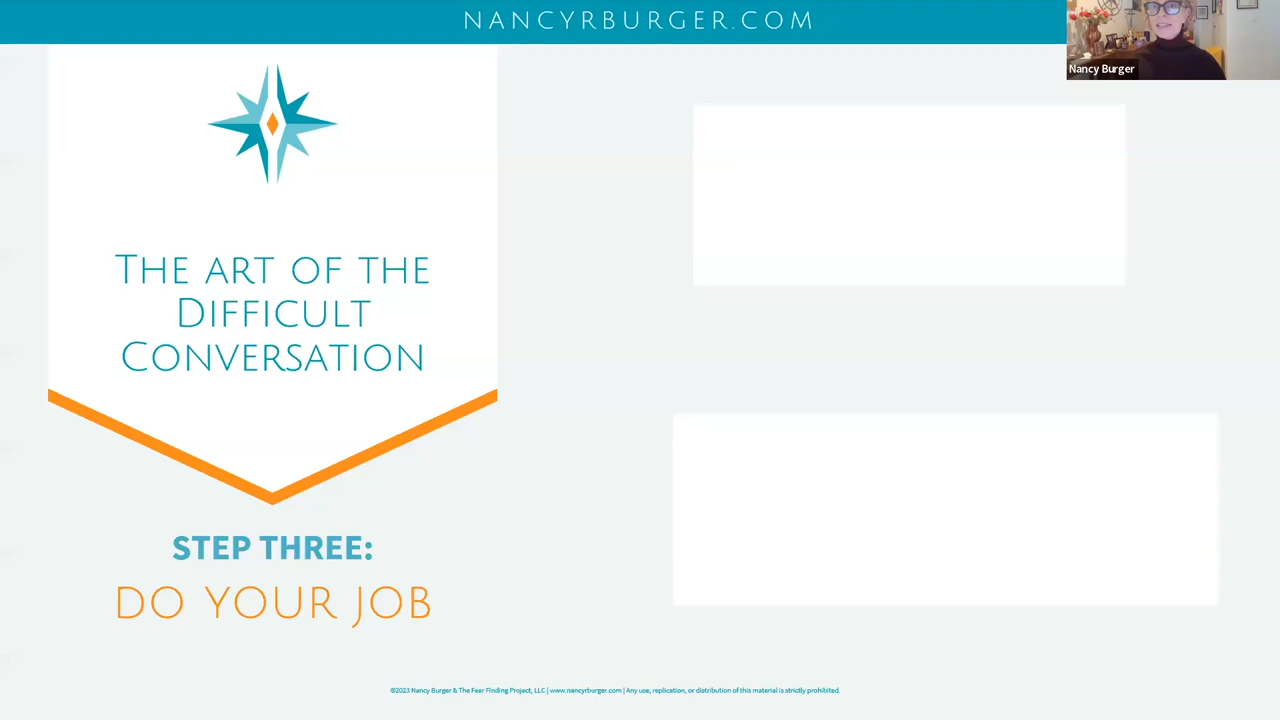 NANCYRBURGER.COM
Nancy Burger
THE ART OF THE
DIFFICULT
CONVERSATION
STEP THREE:
DO YOUR JOB
©2023 Nancy Burger & The Fear Finding Project, LLC | www.nancyrburger.com | Any use, replication, or distribution of this material is strictly prohibited.